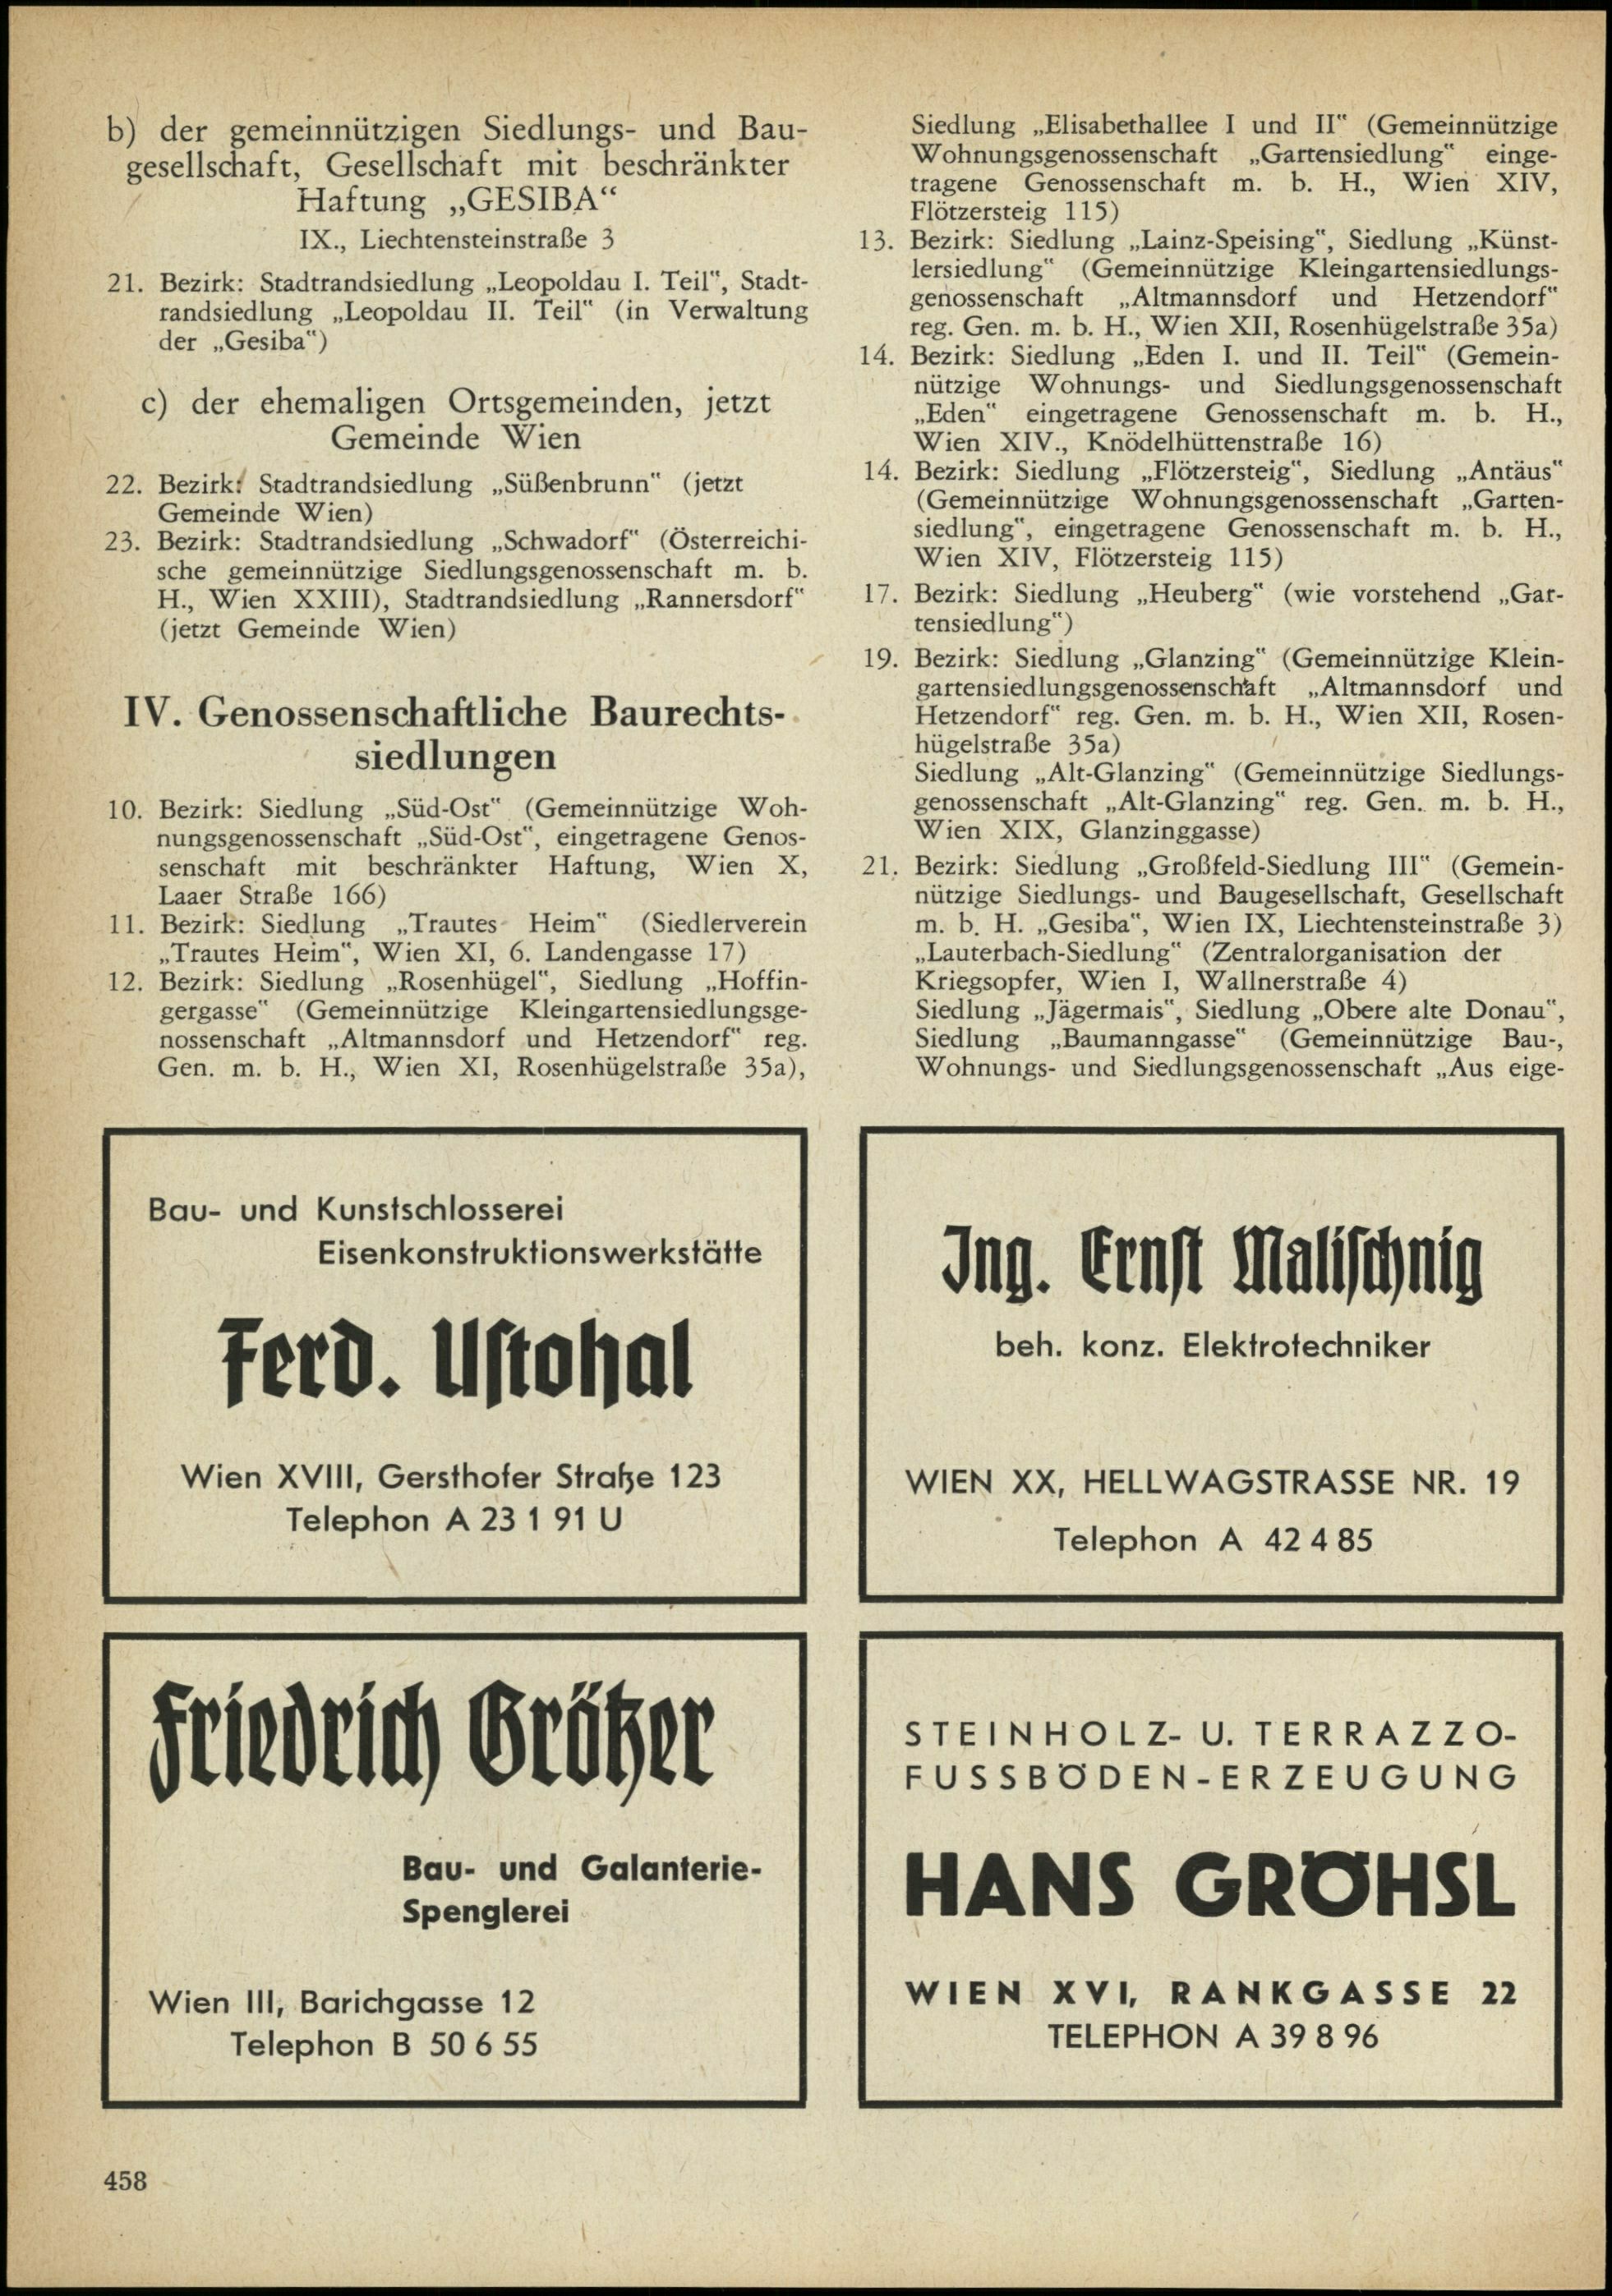 b) der gemeinnützigen Siedlungs- und Bau-
gesellschaft, Gesellschaft mit beschränkter
Haftung „GESIBA“
IX., Liechtensteinstraße 3
21. Bezirk: Stadtrandsiedlung „Leopoldau I. Teil“, Stadt-
randsiedlung „Leopoldau II. Teil“ (in Verwaltung
der „Gesiba“)
c) der ehemaligen Ortsgemeinden, jetzt
Gemeinde Wien
22. Bezirk: Stadtrandsiedlung „Süßenbrunn“ (jetzt
Gemeinde Wien)
23. Bezirk: Stadtrandsiedlung „Schwadorf“ (Österreichi-
sche gemeinnützige Siedlungsgenossenschaft m. b.
H., Wien XXIII), Stadtrandsiedlung „Rannersdorf“
(jetzt Gemeinde Wien)
IV. Genossenschaftliche Baurechts-
siedlungen
10. Bezirk: Siedlung „Süd-Ost“ (Gemeinnützige Woh-
nungsgenossenschaft „Süd-Ost“, eingetragene Genos-
senschaft mit beschränkter Haftung, Wien X,
Laaer Straße 166)
11. Bezirk: Siedlung „Trautes Heim“ (Siedlerverein
„Trautes Heim“, Wien XI, 6. Landengasse 17)
12. Bezirk: Siedlung „Rosenhügel“, Siedlung „Hoffin-
gergasse“ (Gemeinnützige Kleingartensiedlungsge-
nossenschaft „Altmannsdorf und Hetzendorf“ reg.
Gen. m. b. H., Wien XI, Rosenhügelstraße 35a),
Siedlung „Elisabethallee I und II“ (Gemeinnützige
Wohnungsgenossenschaft „Gartensiedlung“ einge-
tragene Genossenschaft m. b. H., Wien XIV,
Flötzersteig 115)
13. Bezirk: Siedlung „Lainz-Speising“, Siedlung „Künst-
lersiedlung“ (Gemeinnützige Kleingartensiedlungs-
genossenschaft „Altmannsdorf und Hetzendorf“
reg. Gen. m. b. H., Wien XII, Rosenhügelstraße 35a)
14. Bezirk: Siedlung „Eden I. und II. Teil“ (Gemein-
nützige Wohnungs- und Siedlungsgenossenschaft
„Eden“ eingetragene Genossenschaft m. b. H.,
Wien XIV., Knödelhüttenstraße 16)
14. Bezirk: Siedlung „Flötzersteig“, Siedlung „Antäus“
(Gemeinnützige Wohnungsgenossenschaft „Garten-
siedlung“, eingetragene Genossenschaft m. b. H.,
Wien XIV, Flötzersteig 115)
17. Bezirk: Siedlung „Heuberg“ (wie vorstehend „Gar-
tensiedlung“)
19. Bezirk: Siedlung „Glanzing“ (Gemeinnützige Klein-
gartensiedlungsgenossenschaft „Altmannsdorf und
Hetzendorf“ reg. Gen. m. b. H., Wien XII, Rosen-
hügelstraße 35a)
Siedlung „Alt-Glanzing“ (Gemeinnützige Siedlungs-
genossenschaft „Alt-Glanzing“ reg. Gen. m. b. H.,
Wien XIX, Glanzinggasse)
21. Bezirk: Siedlung „Großfeld-Siedlung III“ (Gemein-
nützige Siedlungs- und Baugesellschaft, Gesellschaft
m. b. H. „Gesiba“, Wien IX, Liechtensteinstraße 3)
„Lauterbach-Siedlung“ (Zentralorganisation der
Kriegsopfer, Wien I, Wallnerstraße 4)
Siedlung „Jägermais“, Siedlung „Obere alte Donau“,
Siedlung „Baumanngasse“ (Gemeinnützige Bau-,
Wohnungs- und Siedlungsgenossenschaft „Aus eige-
Bau- und Kunstschlosserei
Eisenkonstruktionswerkstätte
Ferd. Ustohal
Wien XVIII, Gersthofer Straße 123
Telephon A 23 1 91 U
Ing. Ernst Malischnig
beh. konz. Elektrotechniker
WIEN XX, HELLWAGSTRASSE NR. 19
Telephon A 42 4 85
Friedrich Grötzer
Bau- und Galanterie-
Spenglerei
Wien III, Barichgasse 12
Telephon B 50 6 55
STEINHOLZ- U. TERRAZZO-
FUSSBÖDEN-ERZEUGUNG
HANS GRÖHSL
WIEN XVI, RANKGASSE 22
TELEPHON A 39 8 96
458